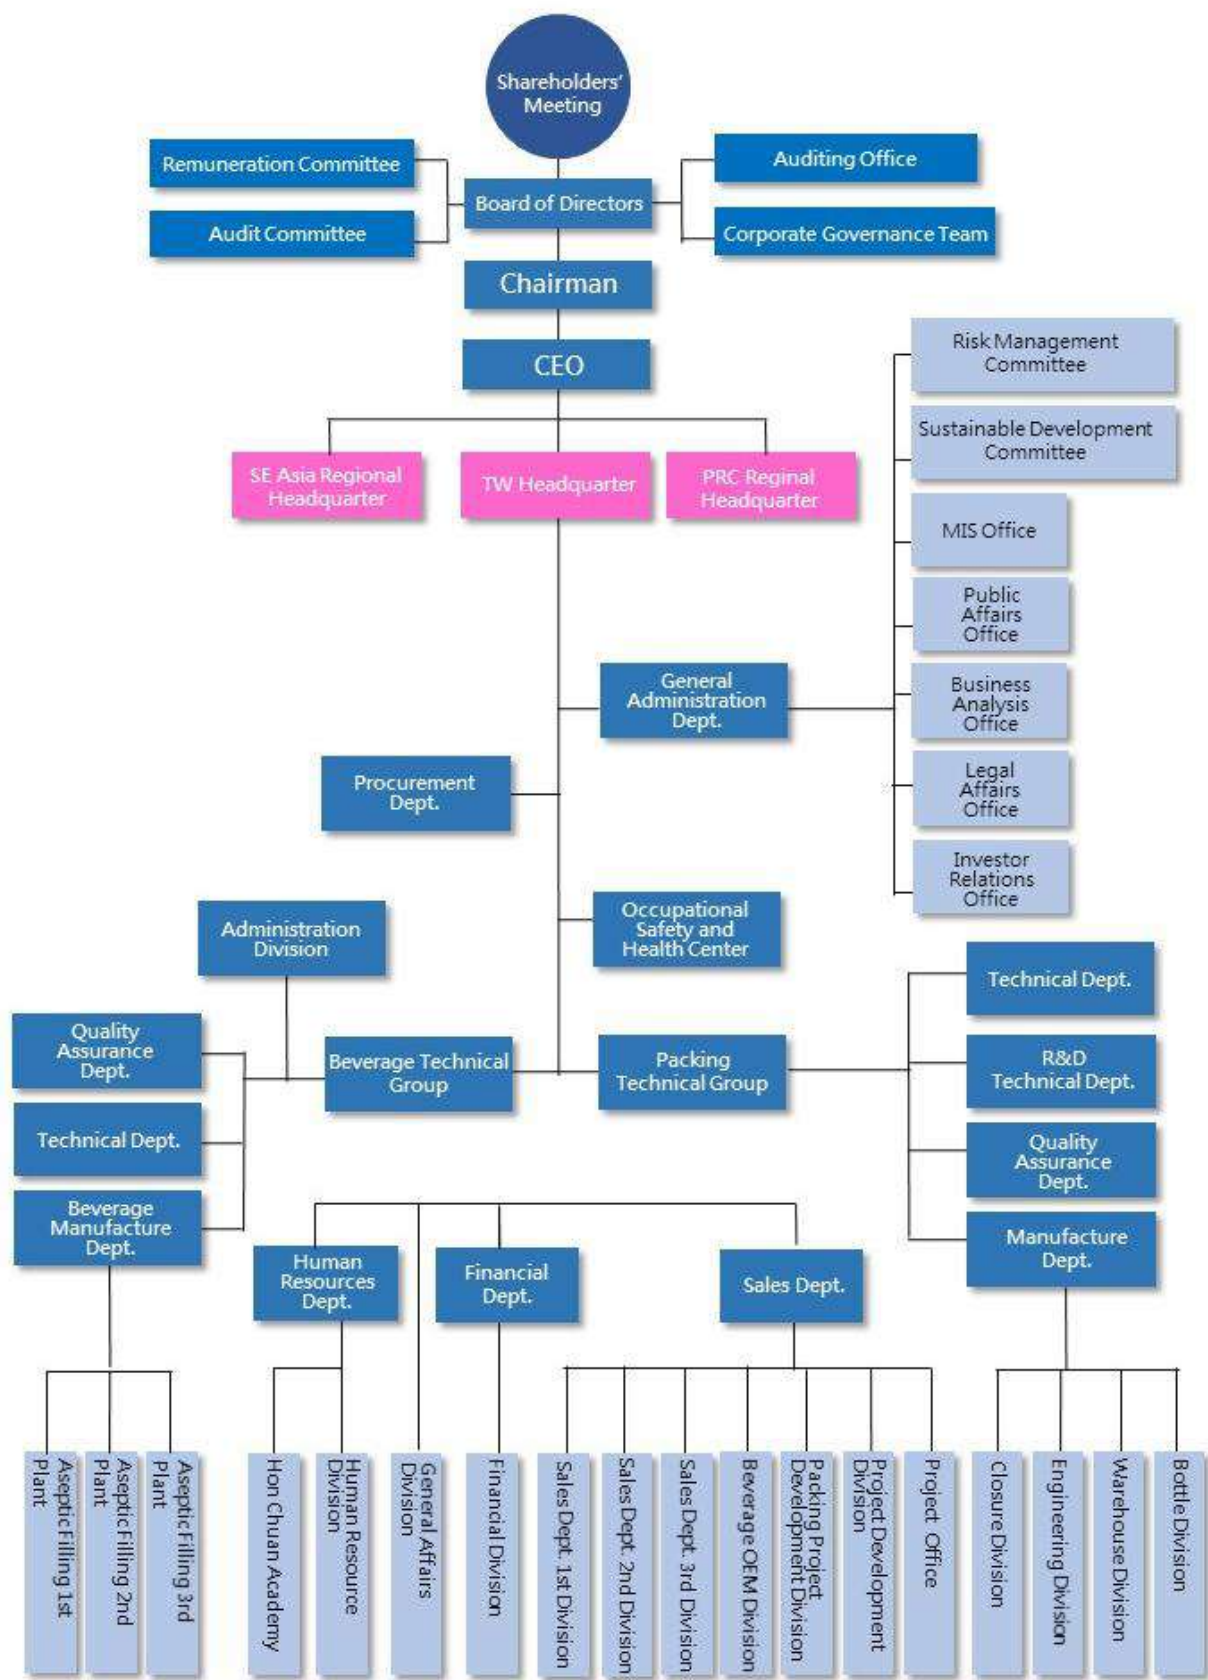 Shareholders'
Meeting
Remuneration Committee
Auditing Office
Board of Directors
Audit Committee
Corporate Governance Team
Chairman
CEO
Risk Management
Committee
Sustainable Development
Committee
SE Asia Regional
Headquarter
TW Headquarter
PRC Reginal
Headquarter
MIS Office
Public
Affairs
Office
General
Administration
Dept.
Business
Analysis
Office
Procurement
Dept.
Legal
Affairs
Office
Investor
Relations
Office
Occupational
Safety and
Health Center
Administration
Division
Technical Dept.
Quality
Assurance
Dept.
Beverage Technical
Group
Packing
Technical Group
R&D
Technical Dept.
Technical Dept.
Quality
Assurance
Dept.
Beverage
Manufacture
Dept.
Manufacture
Dept.
Human
Resources
Dept.
Financial
Dept.
Sales Dept.
Aseptic Filling 1st
Plant
Aseptic Filling 2nd
Plant
Aseptic Filling 3rd
Plant
Hon Chuan Academy
Human Resource
Division
General Affairs
Division
Financial Division
Sales Dept. 1st Division
Sales Dept. 2nd Division
Sales Dept. 3rd Division
Beverage OEM Division
Packing Project
Development Division
Project Development
Division
Project Office
Closure Division
Engineering Division
Warehouse Division
Bottle Division